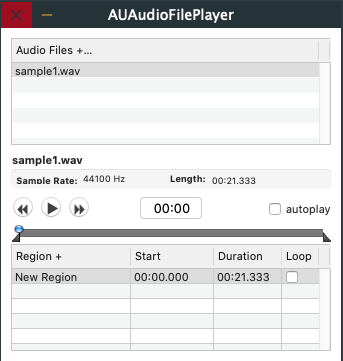 AUAudioFilePlayer
Audio Files +...
sample1.wav
sample1.wav
Sample Rate: 44100 Hz Length: 00:21.333
00:00 autoplay
Region + Start Duration Loop
New Region 00:00.000 00:21.333